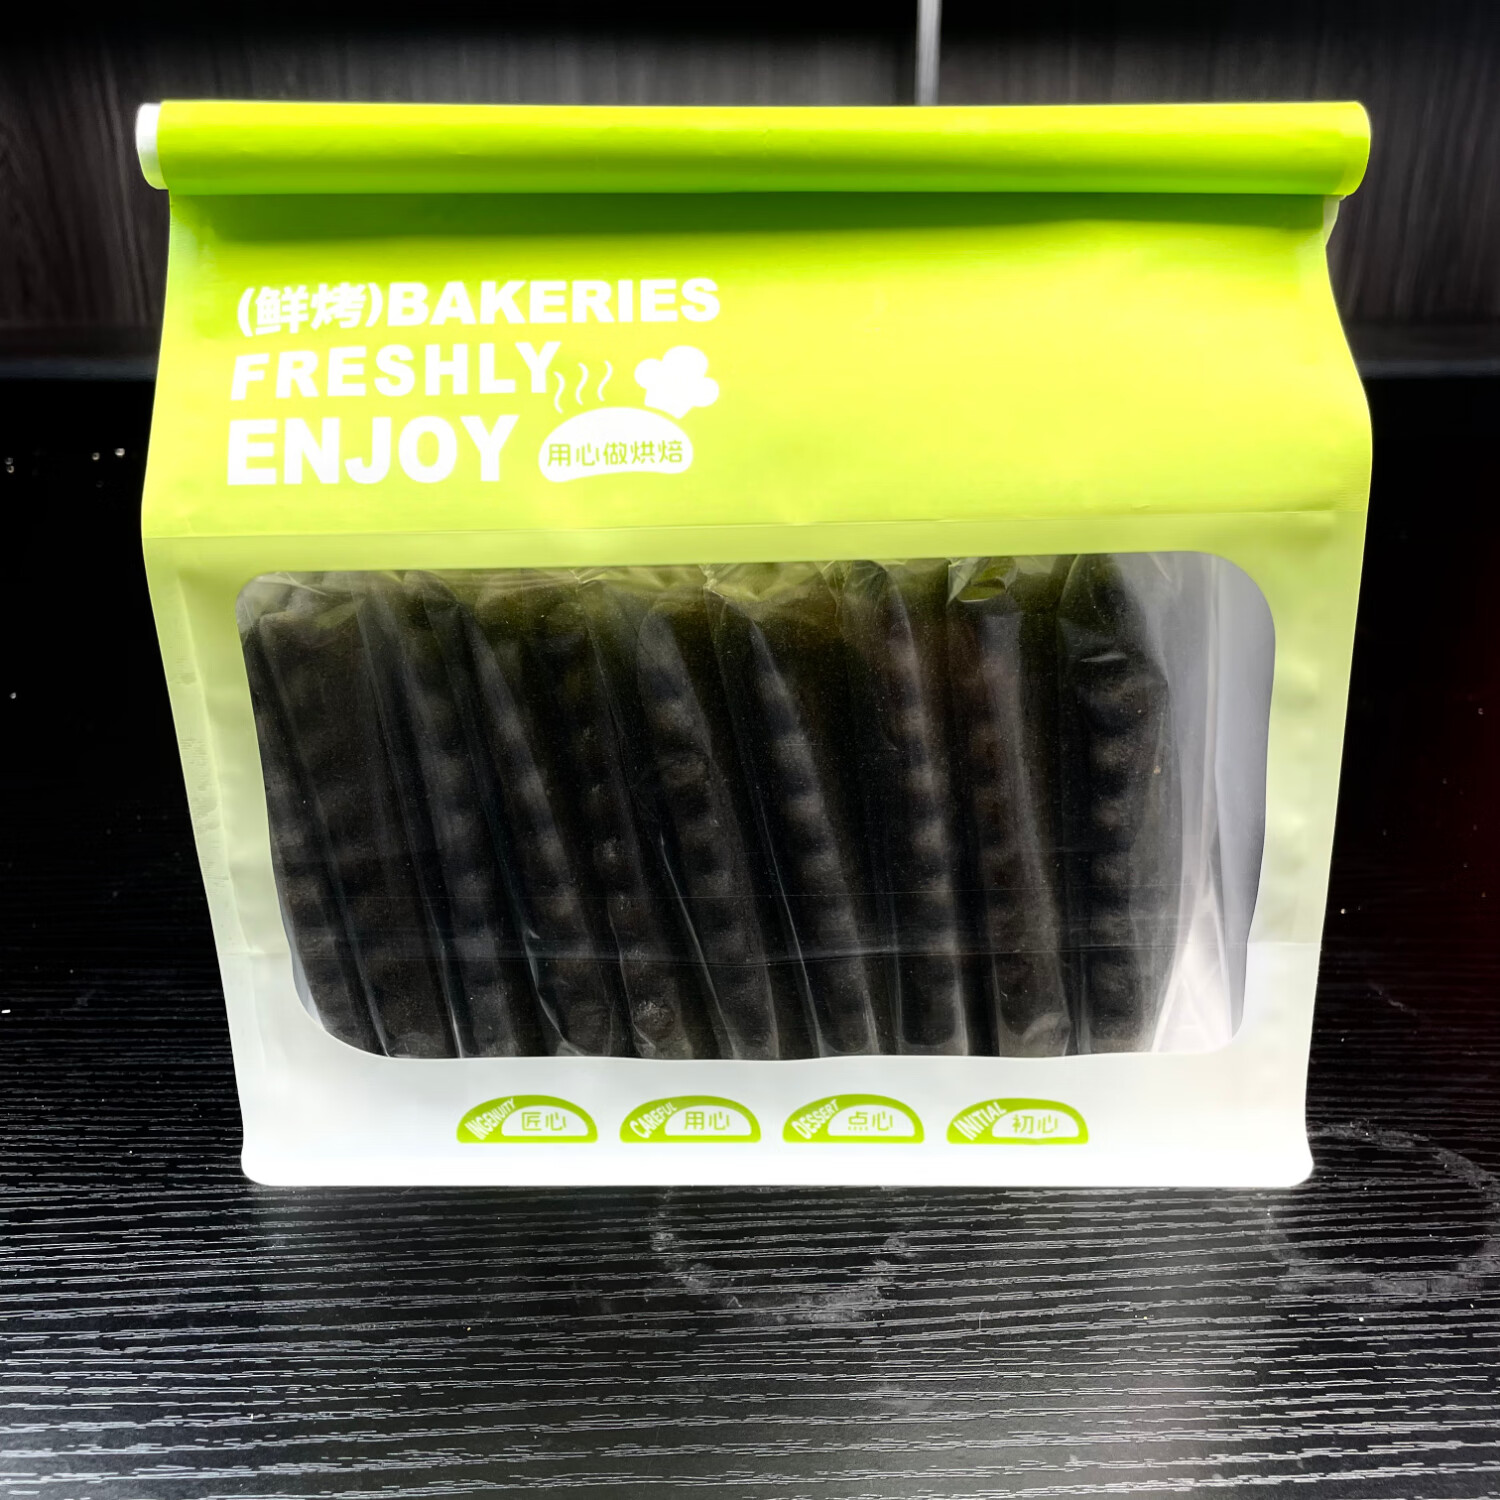 (鲜烤)BAKERIES
FRESHLY
ENJOY
用心做烘焙
INGENUITY 匠心
CAREFUL 用心
DESSERT 点心
INITIAL 初心